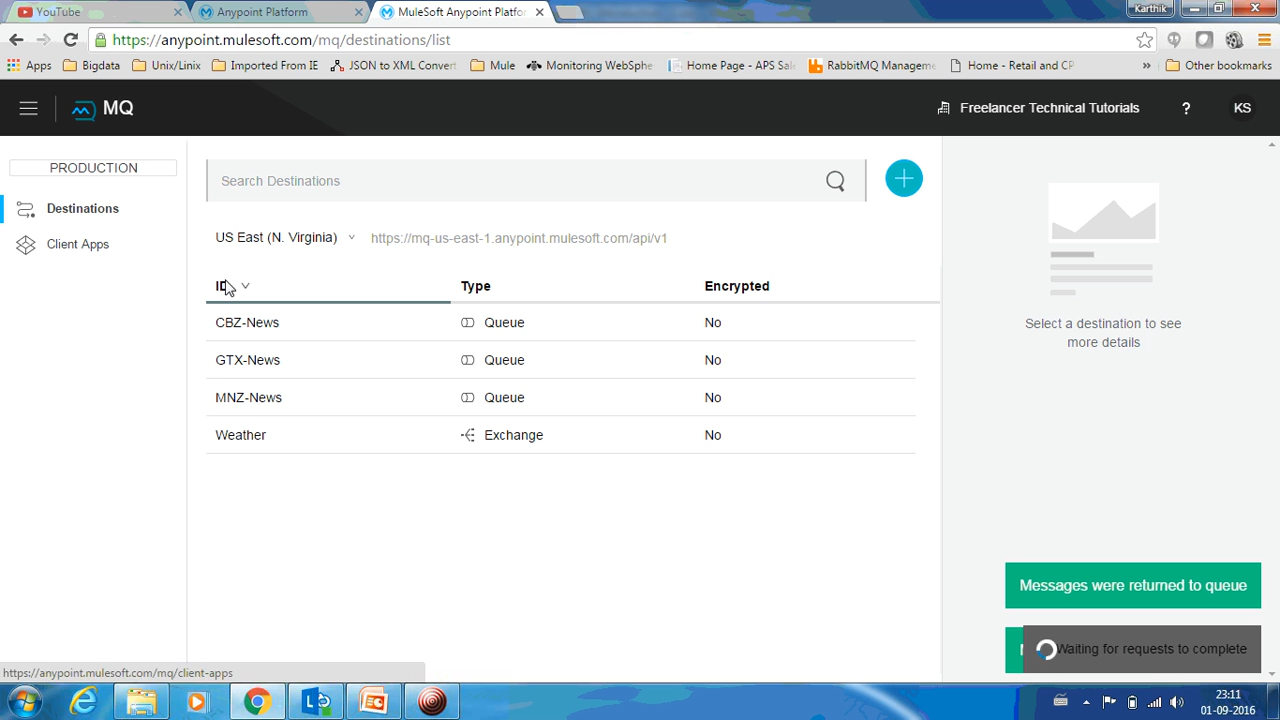 YouTube
Anypoint Platform
MuleSoft Anypoint Platfor
Karthik
https://anypoint.mulesoft.com/mq/destinations/list
Apps
Bigdata
Unix/Linux
Imported From IE
JSON to XML Convert
Mule
Monitoring WebSphe
Home Page - APS Sale
RabbitMQ Manageme
Home - Retail and CP
»
Other bookmarks
MQ
Freelancer Technical Tutorials
?
KS
PRODUCTION
Destinations
Client Apps
Search Destinations
US East (N. Virginia)
https://mq-us-east-1.anypoint.mulesoft.com/api/v1
ID Type Encrypted
CBZ-News Queue No
GTX-News Queue No
MNZ-News Queue No
Weather Exchange No
Select a destination to see
more details
Messages were returned to queue
Waiting for requests to complete
https://anypoint.mulesoft.com/mq/client-apps
23:11
01-09-2016